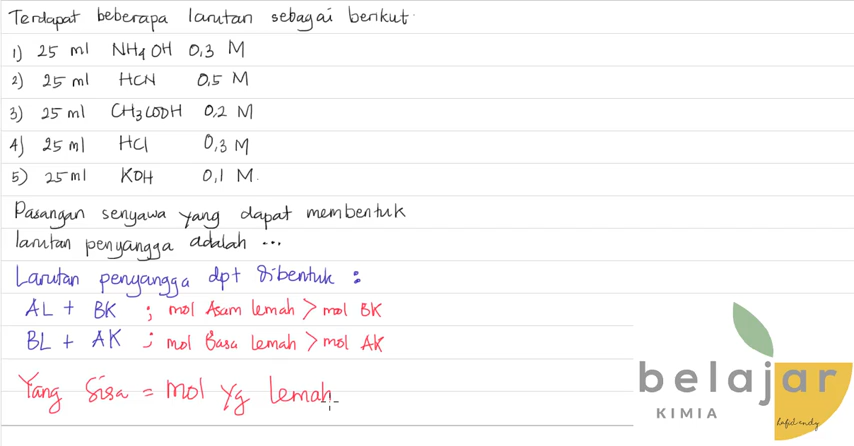 Terdapat beberapa larutan sebagai berikut
1) 25 ml NH4OH 0,3 M
2) 25 ml HCN 0,5 M
3) 25 ml CH3COOH 0,2 M
4) 25 ml HCl 0,3 M
5) 25 ml KOH 0,1 M.
Pasangan senyawa yang dapat membentuk
larutan penyangga adalah ...
Larutan penyangga dpt dibentuk :
AL + BK ; mol Asam lemah > mol BK
BL + AK ; mol Basa lemah > mol AK
Yang Sisa = mol yg lemah
belajar
KIMIA
hafidandy